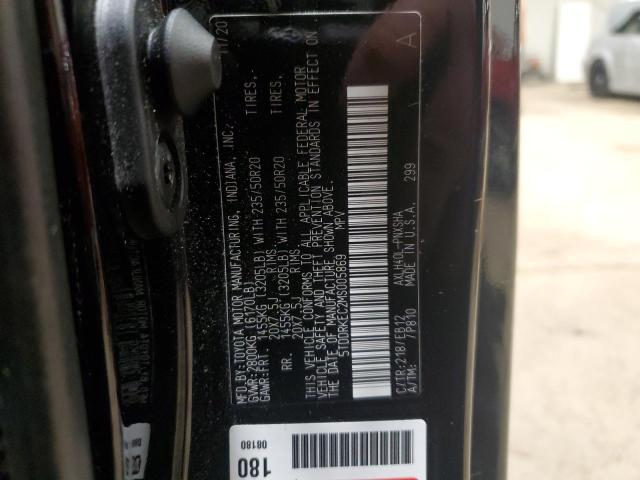 MFD.BY:TOYOTA MOTOR MANUFACTURING, INDIANA, INC. 11/20
GVWR:2800KG (6170LB)
GAWR:FRT. 1455KG (3205LB) WITH 235/50R20 TIRES,
20X7.5J RIMS
RR. 1455KG (3205LB) WITH 235/50R20 TIRES,
20X7.5J RIMS
THIS VEHICLE CONFORMS TO ALL APPLICABLE FEDERAL MOTOR
VEHICLE SAFETY AND THEFT PREVENTION STANDARDS IN EFFECT ON
THE DATE OF MANUFACTURE SHOWN ABOVE.
5TDDRKEC2MS005869 MPV
C/TR:218/EB12 AXLH40L-PNXSHA
A/TM: 7P810 MADE IN U.S.A. 299
A
180
08180